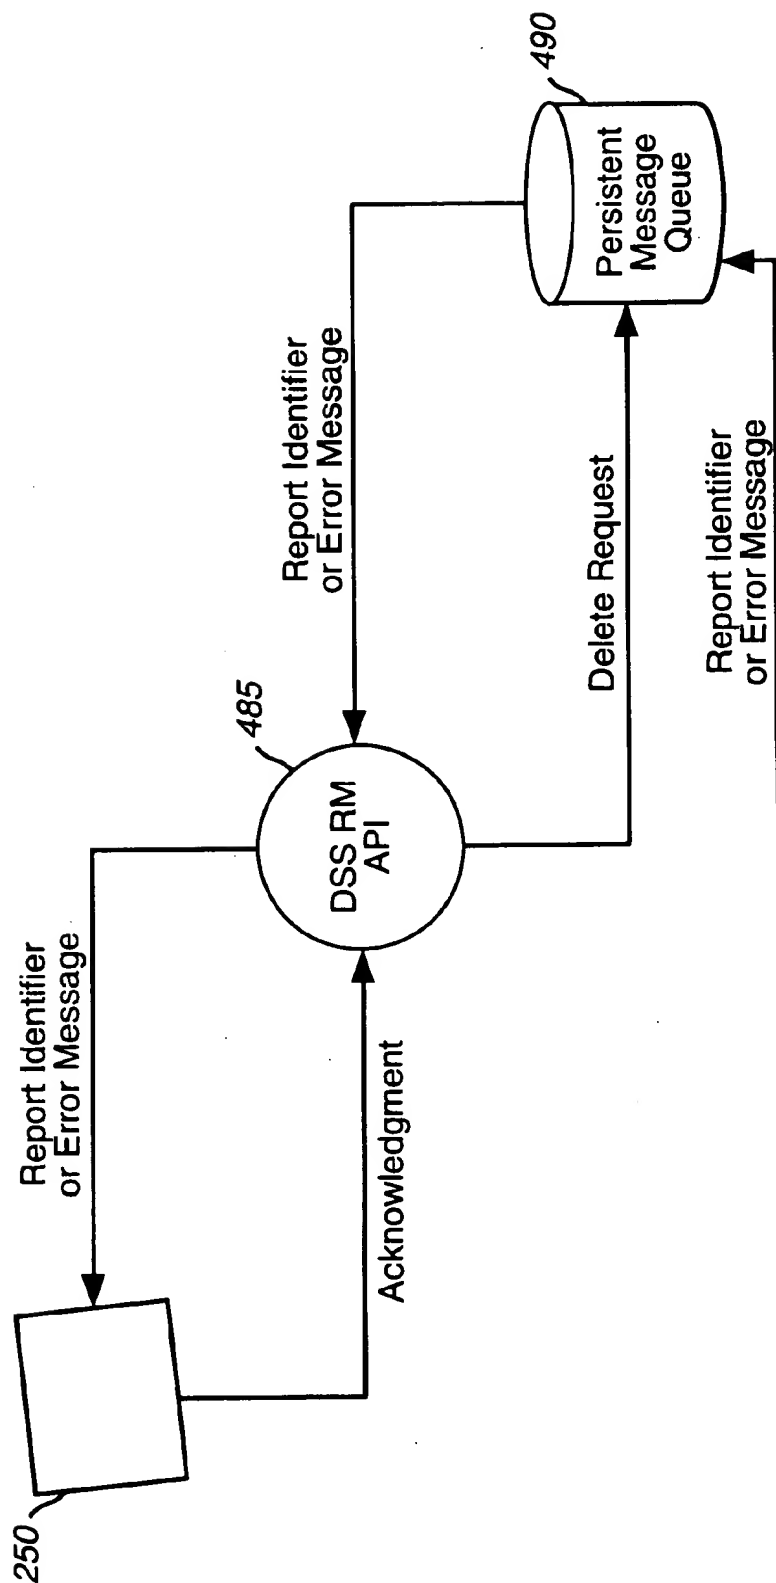 250
Report Identifier
or Error Message
Acknowledgment
485
DSS RM
API
Report Identifier
or Error Message
Delete Request
490
Persistent
Message
Queue
Report Identifier
or Error Message